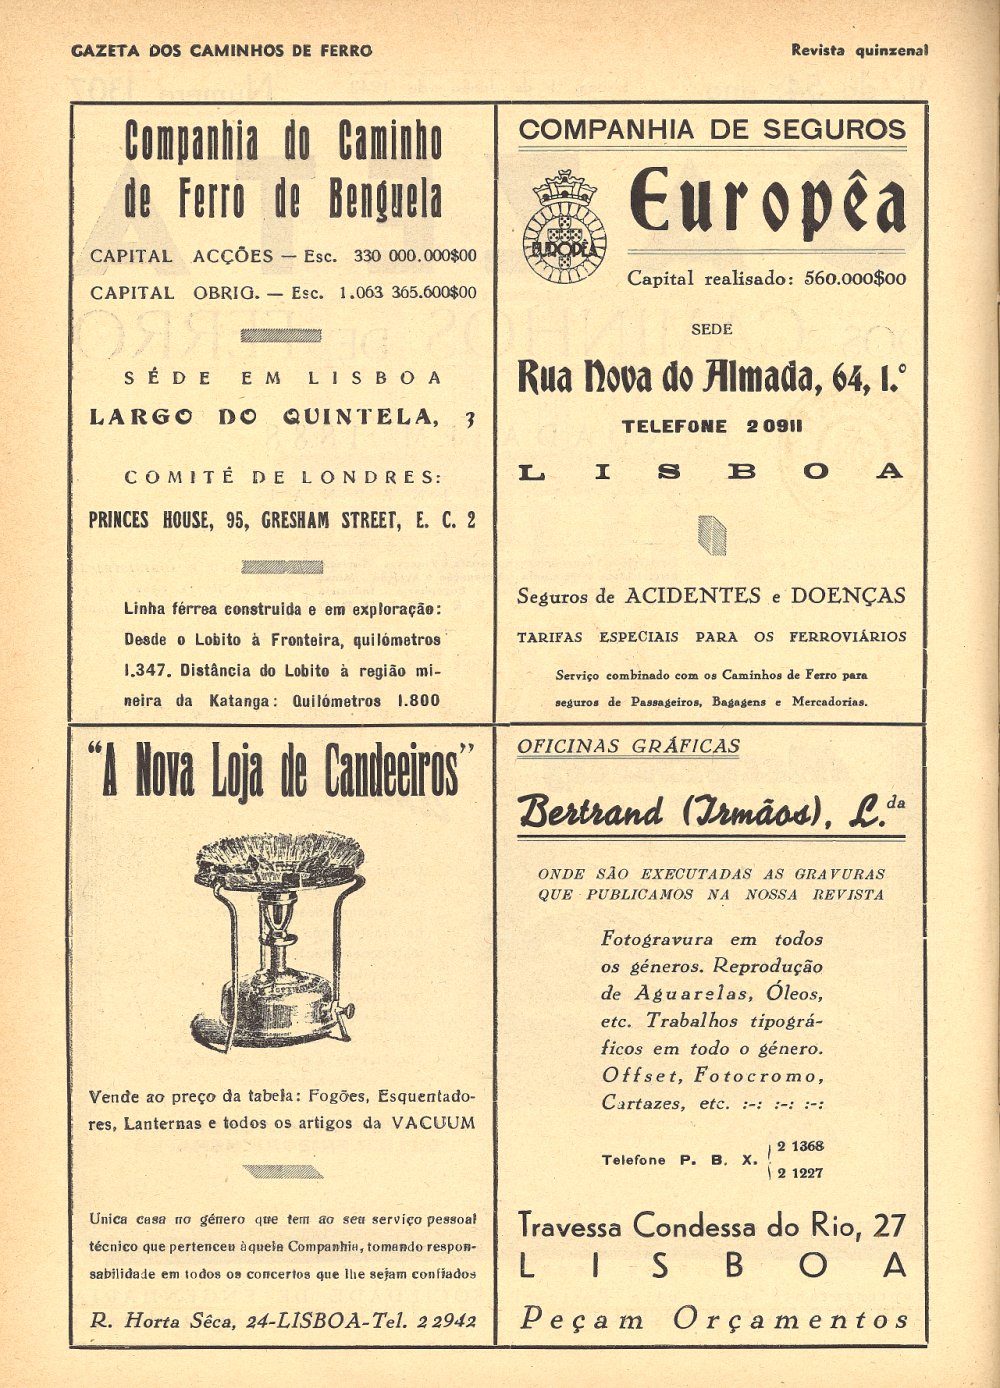 GAZETA DOS CAMINHOS DE FERRO
Revista quinzenal
Companhia do Caminho
de Ferro de Benguela
CAPITAL ACÇÕES — Esc. 330 000.000$00
CAPITAL OBRIG. — Esc. 1.063 365.600$00
SÉDE EM LISBOA
LARGO DO QUINTELA, 3
COMITÉ DE LONDRES:
PRINCES HOUSE, 95, GRESHAM STREET, E. C. 2
Linha férrea construida e em exploração:
Desde o Lobito à Fronteira, quilómetros
1.347. Distância do Lobito à região mi-
neira da Katanga: Quilómetros 1.800
COMPANHIA DE SEGUROS
EUROPÊA
Europêa
Capital realisado: 560.000$00
SEDE
Rua Nova do Almada, 64, 1.º
TELEFONE 2 0911
LISBOA
Seguros de ACIDENTES e DOENÇAS
TARIFAS ESPECIAIS PARA OS FERROVIÁRIOS
Serviço combinado com os Caminhos de Ferro para
seguros de Passageiros, Bagagens e Mercadorias.
"A Nova Loja de Candeeiros"
Vende ao preço da tabela: Fogões, Esquentado-
res, Lanternas e todos os artigos da VACUUM
Unica casa no género que tem ao seu serviço pessoal
técnico que pertenceu àquela Companhia, tomando respon-
sabilidade em todos os concertos que lhe sejam confiados
R. Horta Sêca, 24-LISBOA-Tel. 2 2942
OFICINAS GRÁFICAS
Bertrand (Irmãos), L.da
ONDE SÃO EXECUTADAS AS GRAVURAS
QUE PUBLICAMOS NA NOSSA REVISTA
Fotogravura em todos
os géneros. Reprodução
de Aguarelas, Óleos,
etc. Trabalhos tipográ-
ficos em todo o género.
Offset, Fotocromo,
Cartazes, etc. :-: :-: :-:
Telefone P. B. X. { 2 1368
2 1227
Travessa Condessa do Rio, 27
LISBOA
Peçam Orçamentos